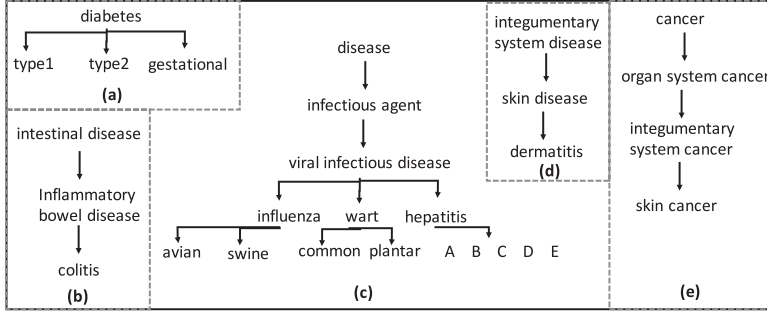 diabetes
type1 type2 gestational
(a)
intestinal disease
Inflammatory
bowel disease
colitis
(b)
disease
infectious agent
viral infectious disease
influenza wart hepatitis
avian swine common plantar A B C D E
(c)
integumentary
system disease
skin disease
dermatitis
(d)
cancer
organ system cancer
integumentary
system cancer
skin cancer
(e)